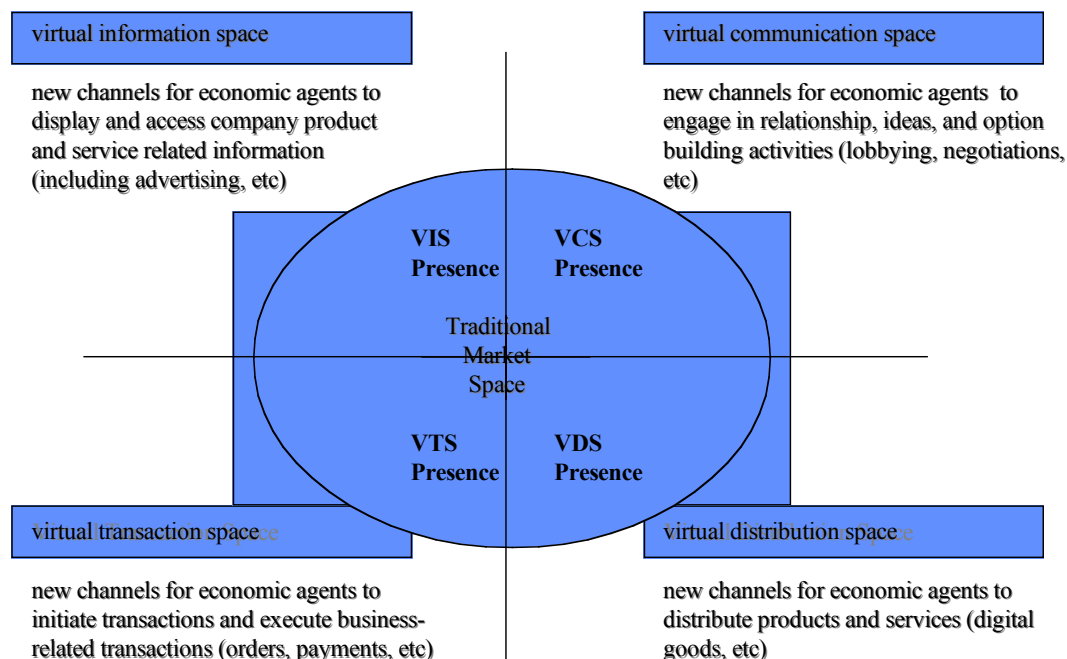 virtual information space
new channels for economic agents to
display and access company product
and service related information
(including advertising, etc)
virtual communication space
new channels for economic agents to
engage in relationship, ideas, and option
building activities (lobbying, negotiations,
etc)
VIS
Presence
VCS
Presence
Traditional
Market
Space
VTS
Presence
VDS
Presence
virtual transaction space
new channels for economic agents to
initiate transactions and execute business-
related transactions (orders, payments, etc)
virtual distribution space
new channels for economic agents to
distribute products and services (digital
goods, etc)